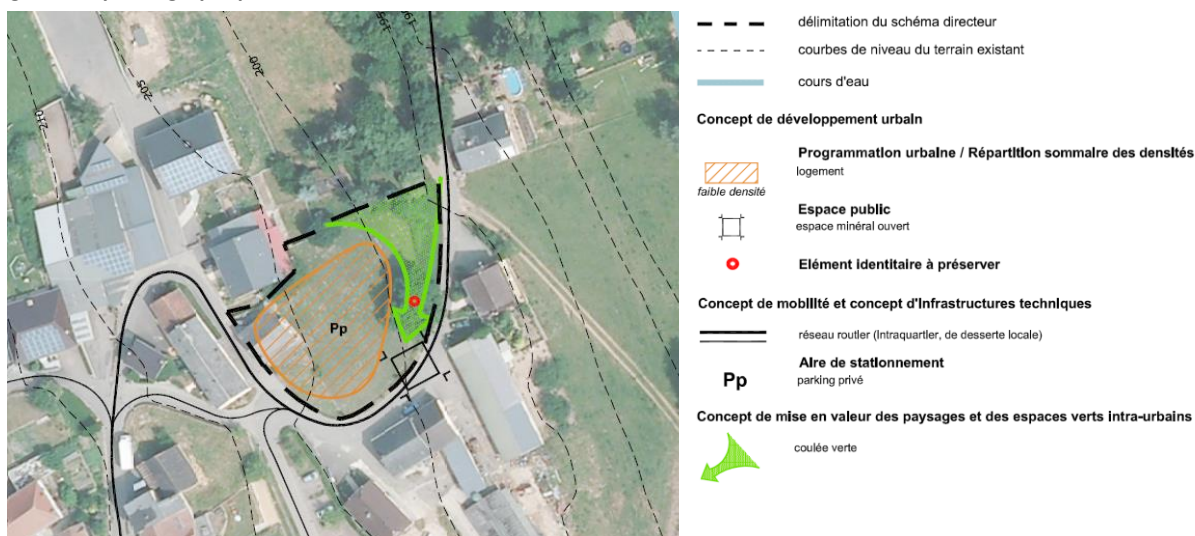 délimitation du schéma directeur
courbes de niveau du terrain existant
cours d'eau
Concept de développement urbain
Programmation urbaine / Répartition sommaire des densités
logement
faible densité
Espace public
espace minéral ouvert
Elément identitaire à préserver
Concept de mobilité et concept d'infrastructures techniques
réseau routier (intraquartier, de desserte locale)
Aire de stationnement
Pp
parking privé
Concept de mise en valeur des paysages et des espaces verts intra-urbains
coulée verte
210
205
200
195
190
Pp